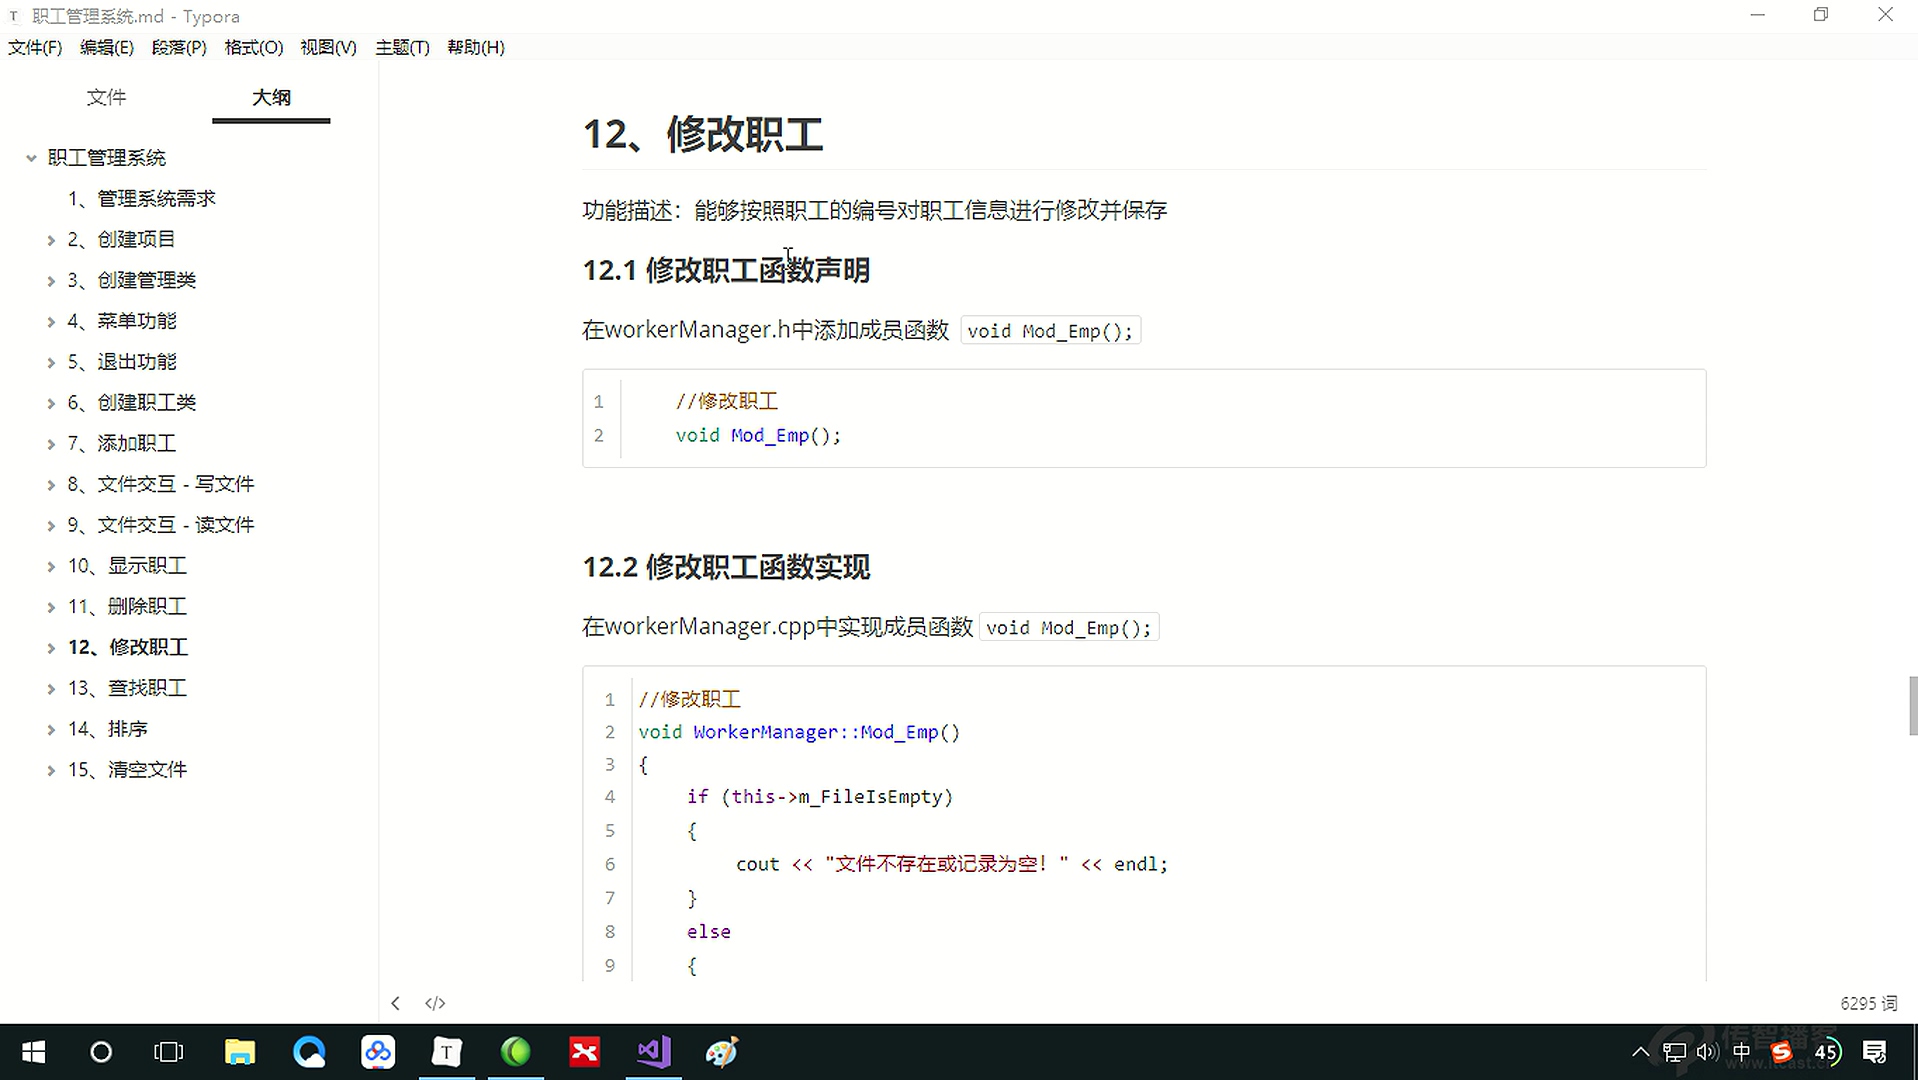 职工管理系统.md - Typora
文件(F) 编辑(E) 段落(P) 格式(O) 视图(V) 主题(T) 帮助(H)
文件 大纲
职工管理系统
1、管理系统需求
2、创建项目
3、创建管理类
4、菜单功能
5、退出功能
6、创建职工类
7、添加职工
8、文件交互 - 写文件
9、文件交互 - 读文件
10、显示职工
11、删除职工
12、修改职工
13、查找职工
14、排序
15、清空文件
12、修改职工
功能描述：能够按照职工的编号对职工信息进行修改并保存
12.1 修改职工函数声明
在workerManager.h中添加成员函数 void Mod_Emp();
1 //修改职工
2 void Mod_Emp();
12.2 修改职工函数实现
在workerManager.cpp中实现成员函数 void Mod_Emp();
1 //修改职工
2 void WorkerManager::Mod_Emp()
3 {
4 if (this->m_FileIsEmpty)
5 {
6 cout << "文件不存在或记录为空！" << endl;
7 }
8 else
9 {
6295 词
T
中
S
45
传智播客
www.itcast.c